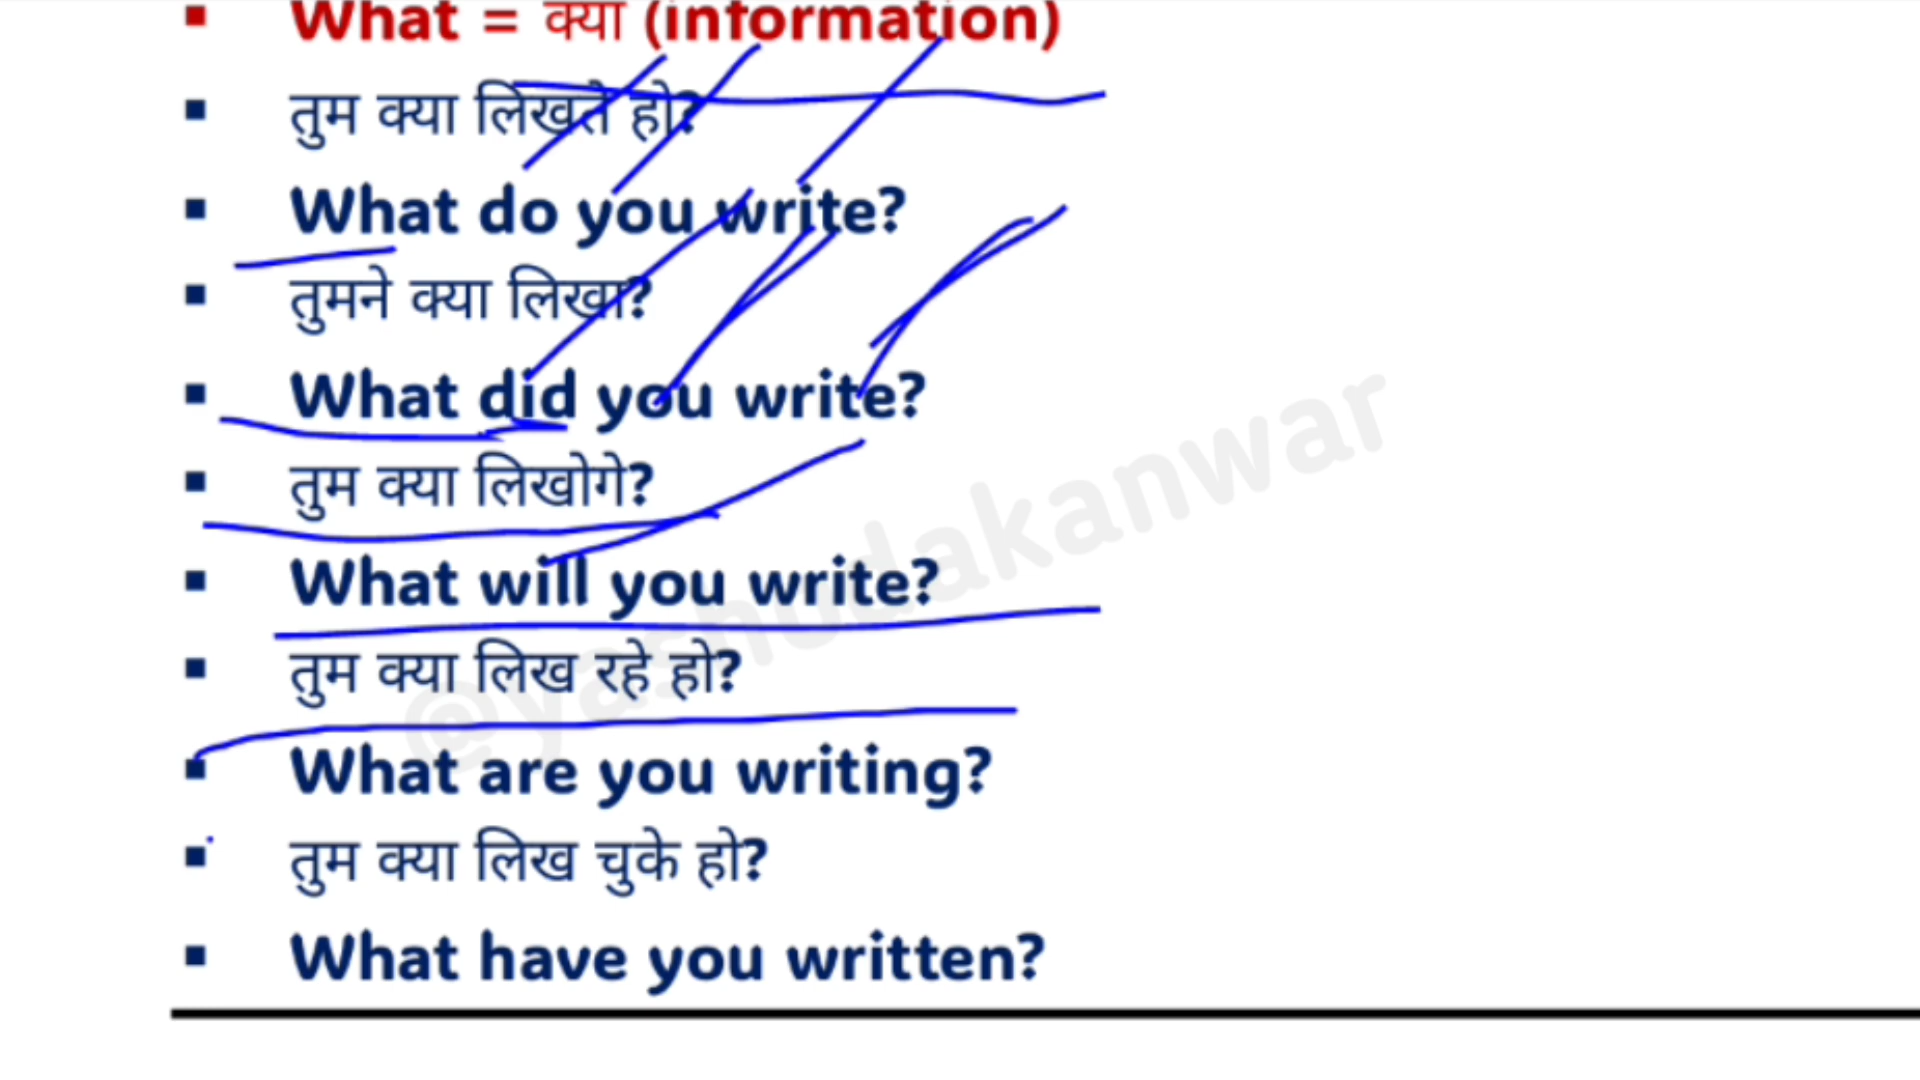 What = क्या (information)
तुम क्या लिखते हो?
What do you write?
तुमने क्या लिखा?
What did you write?
तुम क्या लिखोगे?
What will you write?
तुम क्या लिख रहे हो?
What are you writing?
तुम क्या लिख चुके हो?
What have you written?
@yashodakanwar